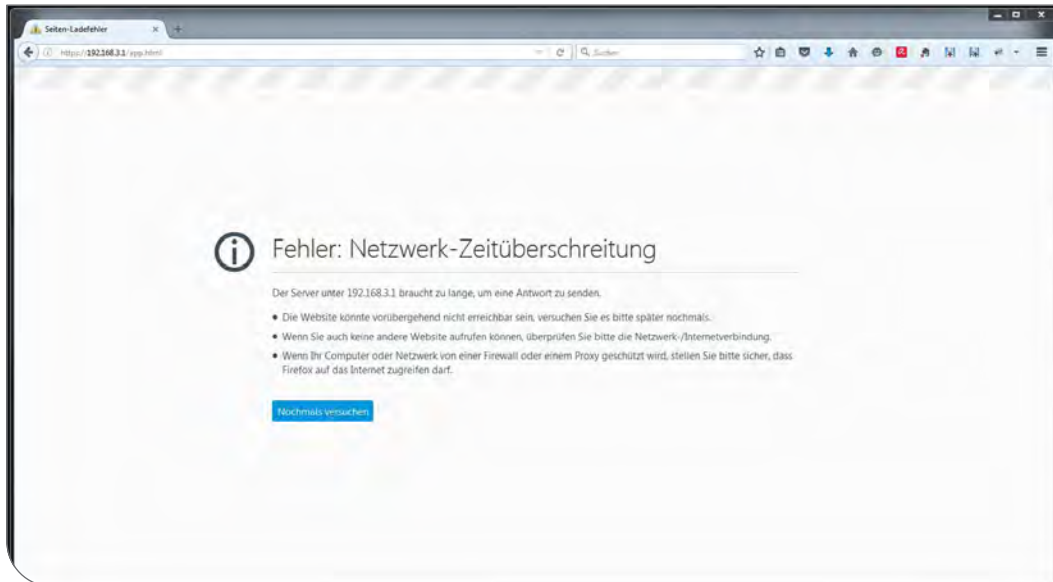 Seiten-Ladefehler
https://192.168.3.1/app.html
Suchen
Fehler: Netzwerk-Zeitüberschreitung
Der Server unter 192.168.3.1 braucht zu lange, um eine Antwort zu senden.
Die Website könnte vorübergehend nicht erreichbar sein, versuchen Sie es bitte später nochmals.
Wenn Sie auch keine andere Website aufrufen können, überprüfen Sie bitte die Netzwerk-/Internetverbindung.
Wenn Ihr Computer oder Netzwerk von einer Firewall oder einem Proxy geschützt wird, stellen Sie bitte sicher, dass
Firefox auf das Internet zugreifen darf.
Nochmals versuchen